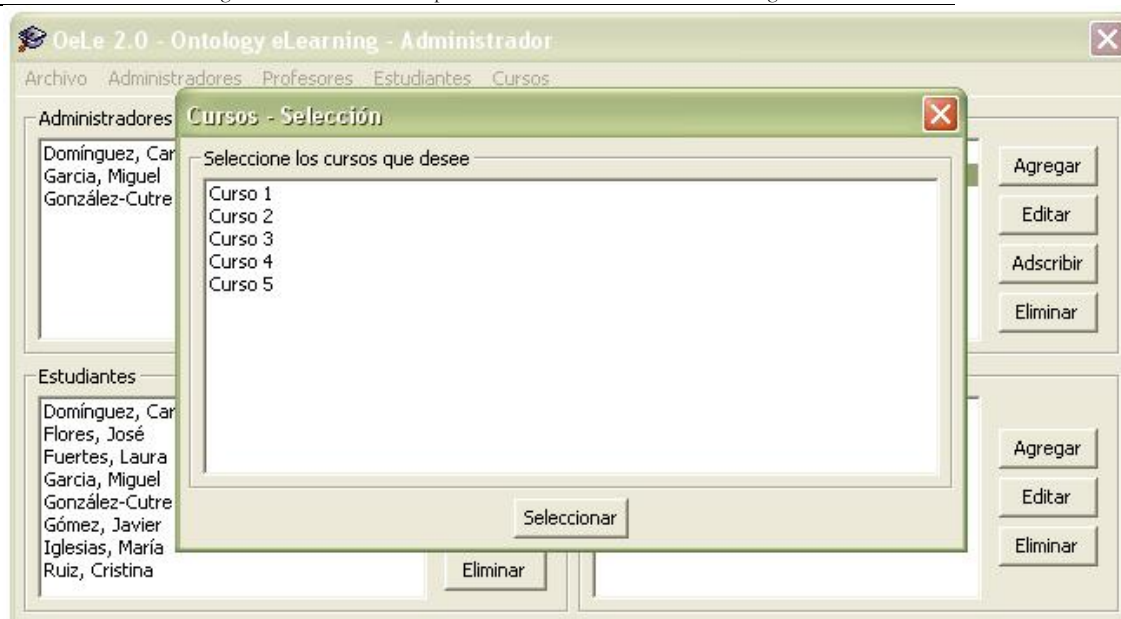 OeLe 2.0 - Ontology eLearning - Administrador
Archivo Administradores Profesores Estudiantes Cursos
Administradores
Domínguez, Car
Garcia, Miguel
González-Cutre
Cursos - Selección
Seleccione los cursos que desee
Curso 1
Curso 2
Curso 3
Curso 4
Curso 5
Seleccionar
Agregar
Editar
Adscribir
Eliminar
Estudiantes
Domínguez, Car
Flores, José
Fuertes, Laura
Garcia, Miguel
González-Cutre
Gómez, Javier
Iglesias, María
Ruiz, Cristina
Eliminar
Agregar
Editar
Eliminar